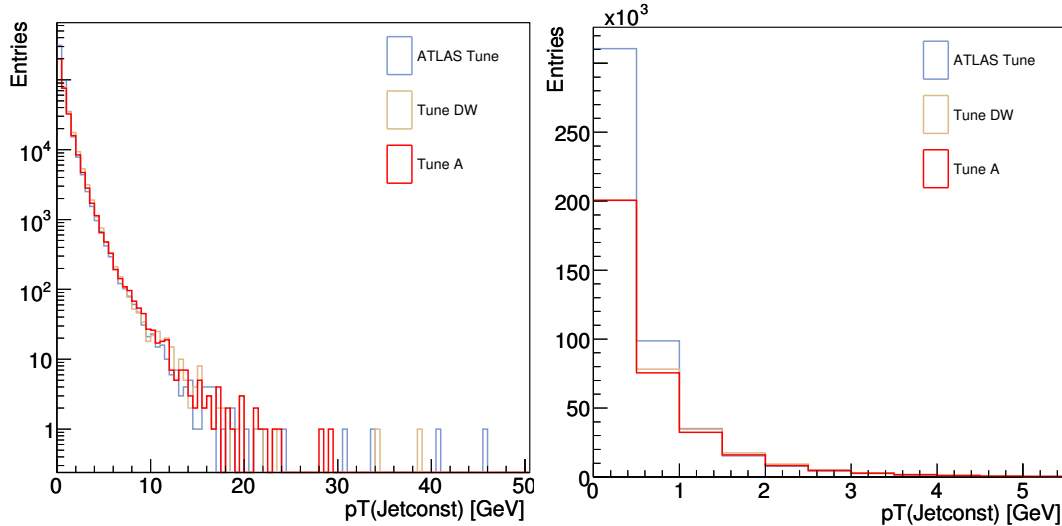 Entries
ATLAS Tune
Tune DW
Tune A
10⁴
10³
10²
10
1
0 10 20 30 40 50
pT(Jetconst) [GeV]
×10³
Entries
ATLAS Tune
Tune DW
Tune A
300
250
200
150
100
50
0
0 1 2 3 4 5
pT(Jetconst) [GeV]